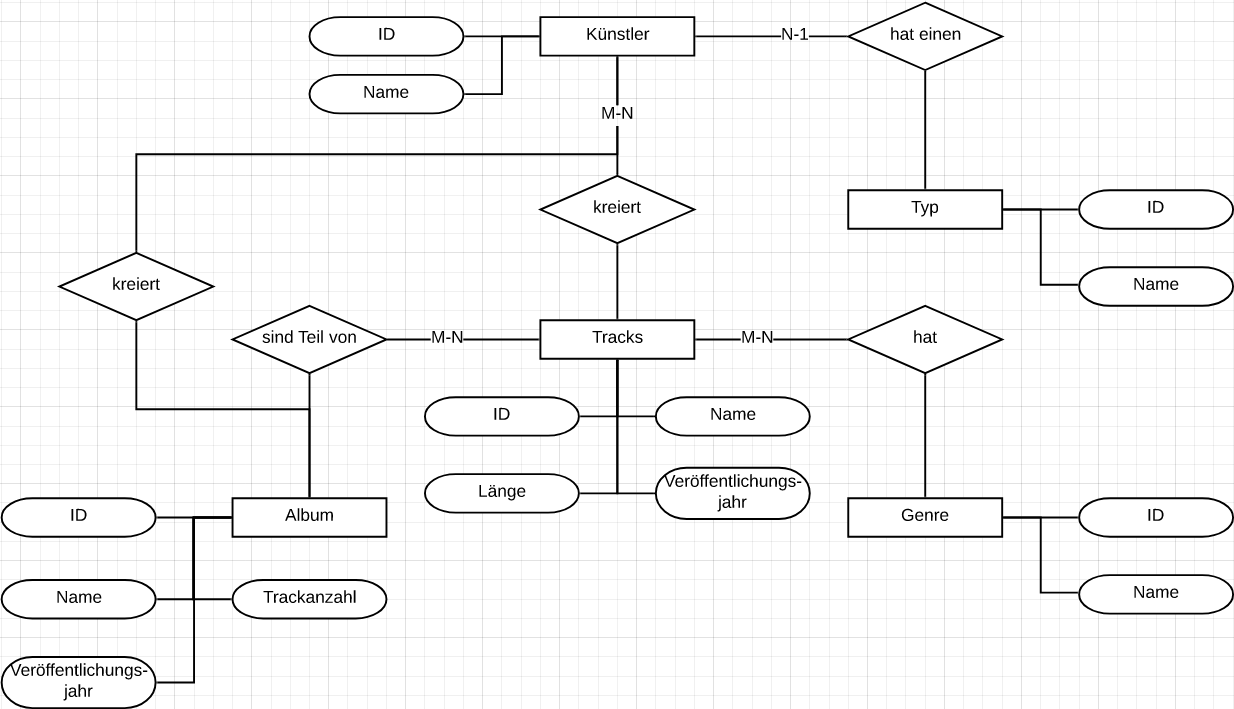 ID
Künstler
N-1
hat einen
Name
M-N
kreiert
Typ
ID
kreiert
Name
sind Teil von
M-N
Tracks
M-N
hat
ID
Name
Länge
Veröffentlichungs-
jahr
ID
Album
Genre
ID
Name
Trackanzahl
Name
Veröffentlichungs-
jahr